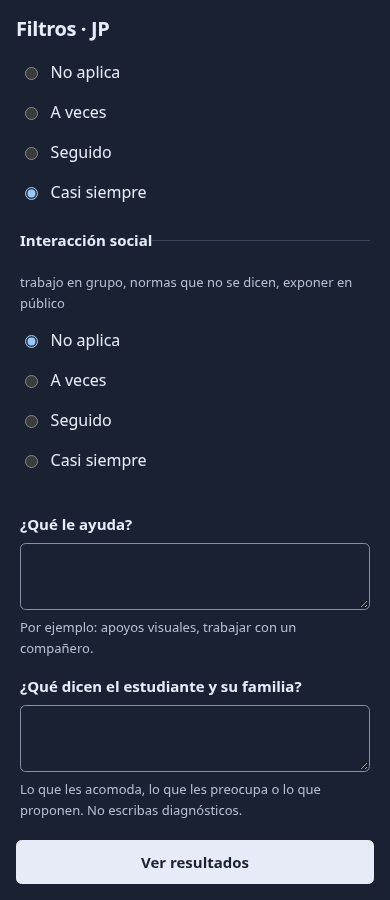 Filtros · JP
No aplica
A veces
Seguido
Casi siempre
Interacción social
trabajo en grupo, normas que no se dicen, exponer en
público
No aplica
A veces
Seguido
Casi siempre
¿Qué le ayuda?
Por ejemplo: apoyos visuales, trabajar con un
compañero.
¿Qué dicen el estudiante y su familia?
Lo que les acomoda, lo que les preocupa o lo que
proponen. No escribas diagnósticos.
Ver resultados